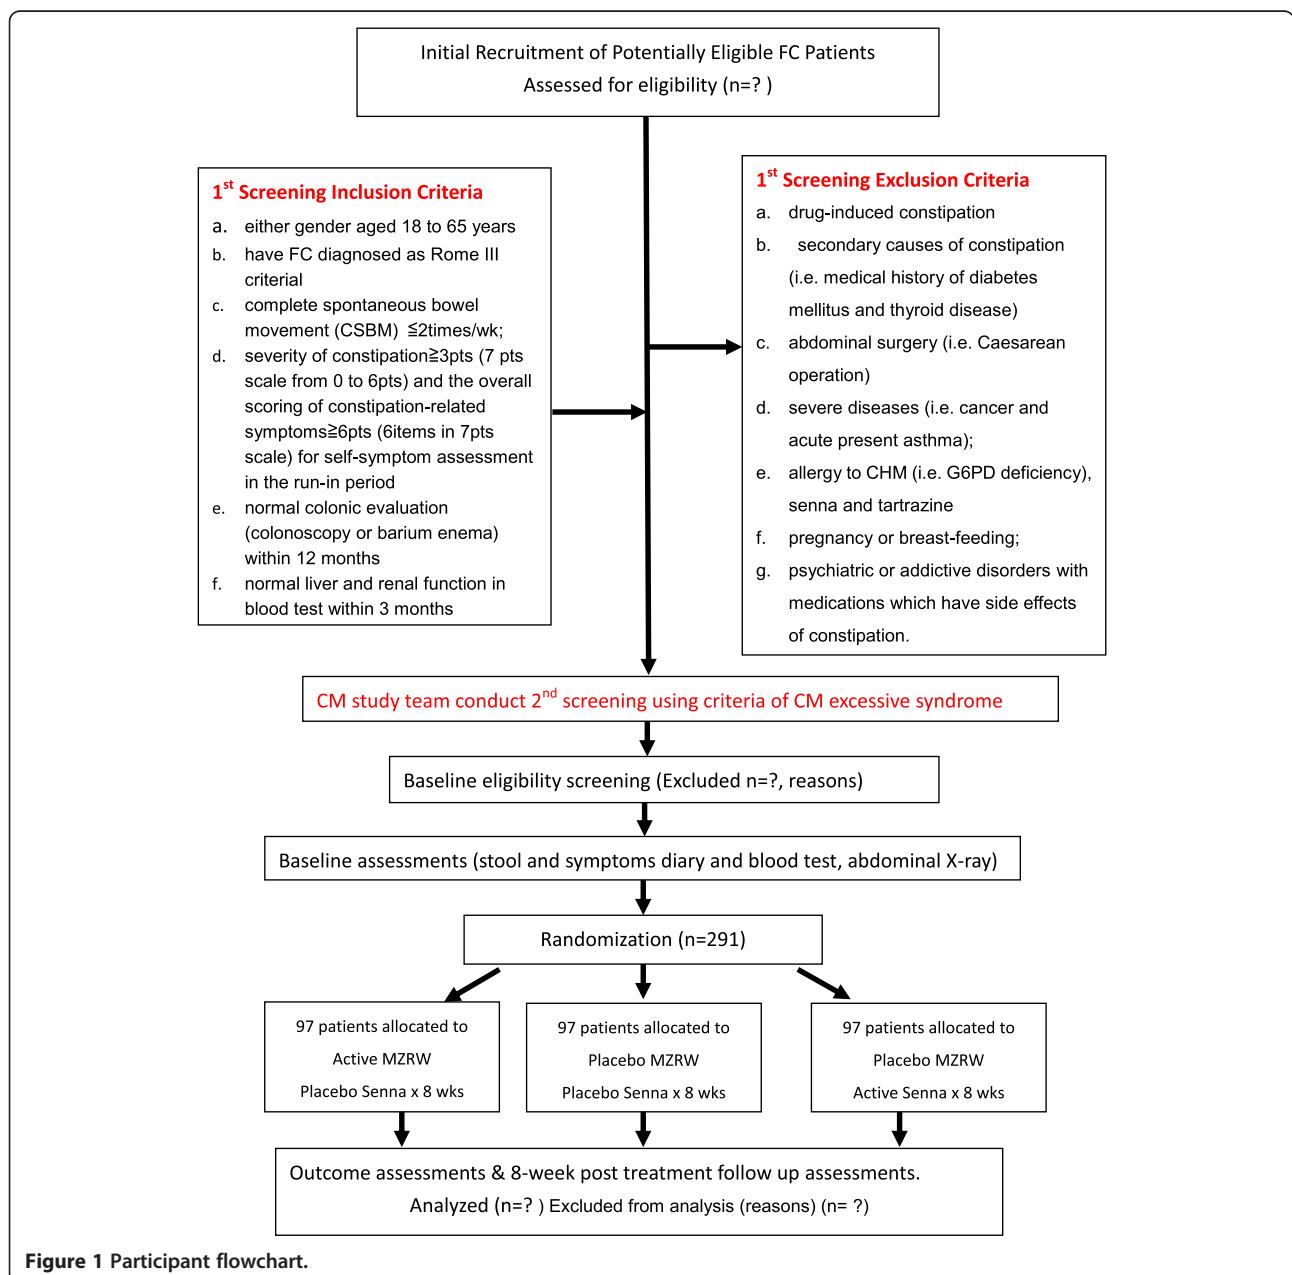 Initial Recruitment of Potentially Eligible FC Patients
Assessed for eligibility (n=? )
1st Screening Inclusion Criteria
a. either gender aged 18 to 65 years
b. have FC diagnosed as Rome III
criterial
c. complete spontaneous bowel
movement (CSBM) ≦2times/wk;
d. severity of constipation≧3pts (7 pts
scale from 0 to 6pts) and the overall
scoring of constipation-related
symptoms≧6pts (6items in 7pts
scale) for self-symptom assessment
in the run-in period
e. normal colonic evaluation
(colonoscopy or barium enema)
within 12 months
f. normal liver and renal function in
blood test within 3 months
1st Screening Exclusion Criteria
a. drug-induced constipation
b. secondary causes of constipation
(i.e. medical history of diabetes
mellitus and thyroid disease)
c. abdominal surgery (i.e. Caesarean
operation)
d. severe diseases (i.e. cancer and
acute present asthma);
e. allergy to CHM (i.e. G6PD deficiency),
senna and tartrazine
f. pregnancy or breast-feeding;
g. psychiatric or addictive disorders with
medications which have side effects
of constipation.
CM study team conduct 2nd screening using criteria of CM excessive syndrome
Baseline eligibility screening (Excluded n=?, reasons)
Baseline assessments (stool and symptoms diary and blood test, abdominal X-ray)
Randomization (n=291)
97 patients allocated to
Active MZRW
Placebo Senna x 8 wks
97 patients allocated to
Placebo MZRW
Placebo Senna x 8 wks
97 patients allocated to
Placebo MZRW
Active Senna x 8 wks
Outcome assessments & 8-week post treatment follow up assessments.
Analyzed (n=? ) Excluded from analysis (reasons) (n= ?)
Figure 1 Participant flowchart.